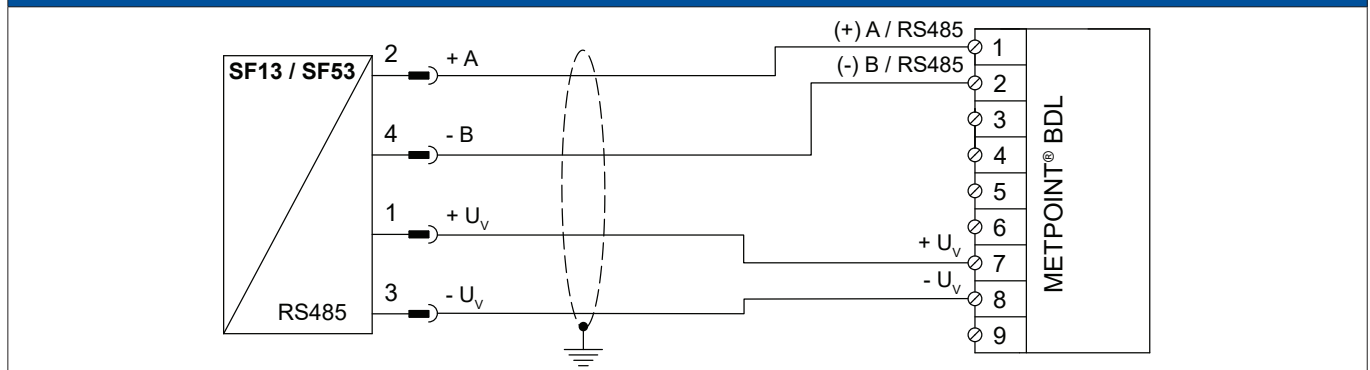 SF13 / SF53
RS485
2 + A
4 - B
1 + Uv
3 - Uv
(+) A / RS485
(-) B / RS485
+ Uv
- Uv
1
2
3
4
5
6
7
8
9
METPOINT® BDL